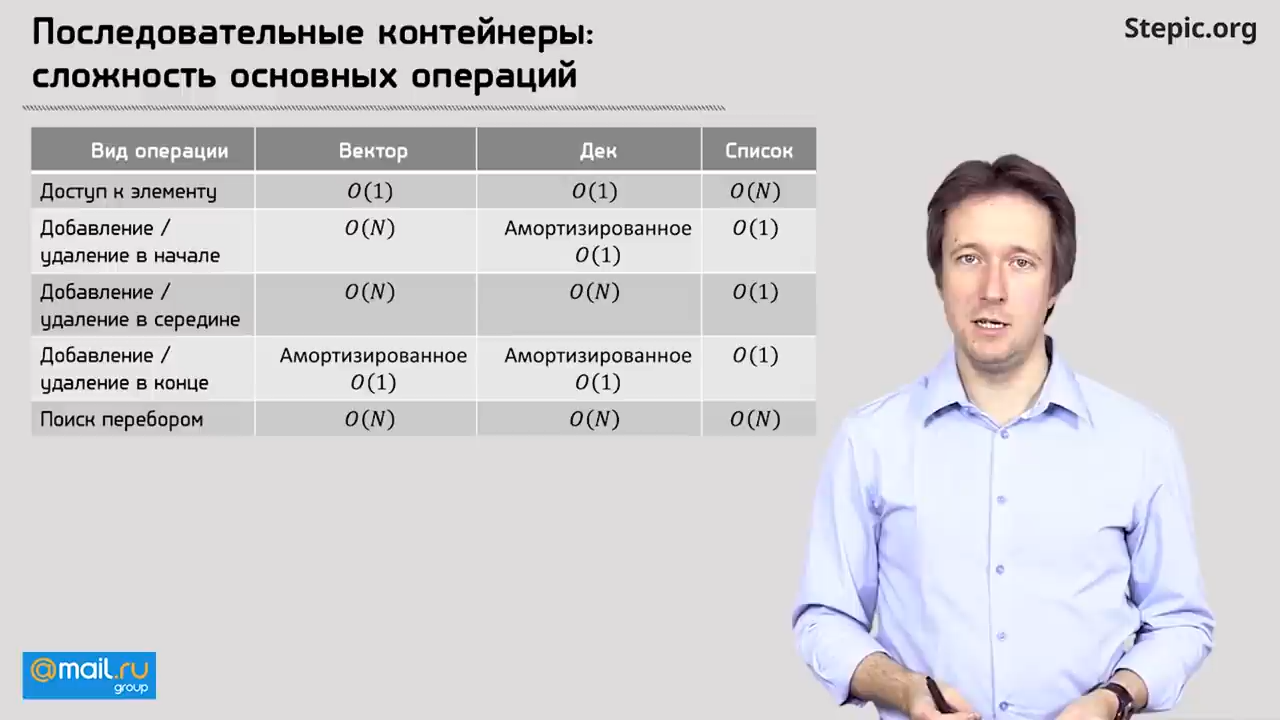 Последовательные контейнеры:
сложность основных операций
Stepic.org
Вид операции Вектор Дек Список
Доступ к элементу O(1) O(1) O(N)
Добавление / удаление в начале O(N) Амортизированное O(1) O(1)
Добавление / удаление в середине O(N) O(N) O(1)
Добавление / удаление в конце Амортизированное O(1) Амортизированное O(1) O(1)
Поиск перебором O(N) O(N) O(N)
@mail.ru
group